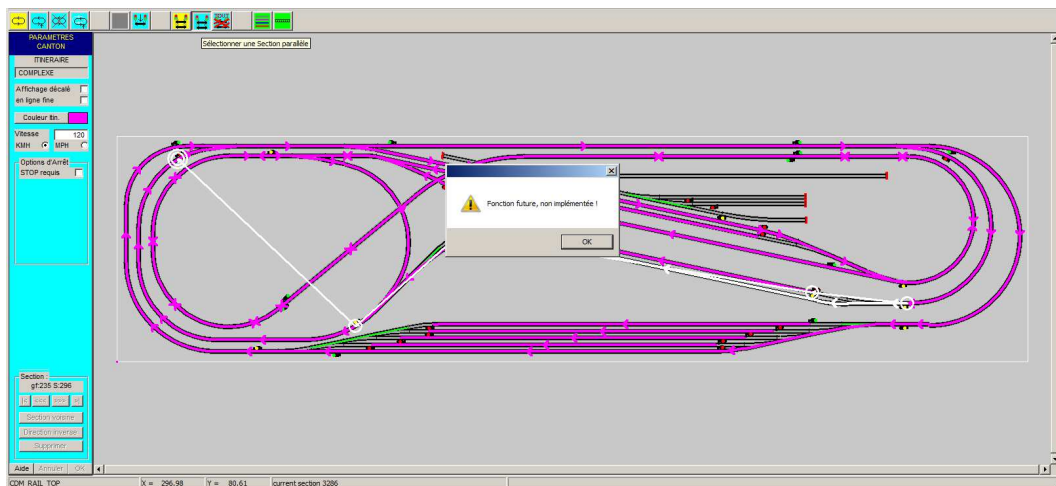 Sélectionner une Section parallèle
PARAMETRES
CANTON
ITINERAIRE
COMPLEXE
Affichage décalé
en ligne fine
Couleur Itin.
Vitesse 120
KMH MPH
Options d'Arrêt
STOP requis
Fonction future, non implémentée !
OK
Section :
gf:235 S:296
|< <<< >>> >|
Section voisine
Direction inverse
Supprimer
Aide Annuler OK
CDM RAIL TOP X = 296.98 Y = 80.61 current section 3286